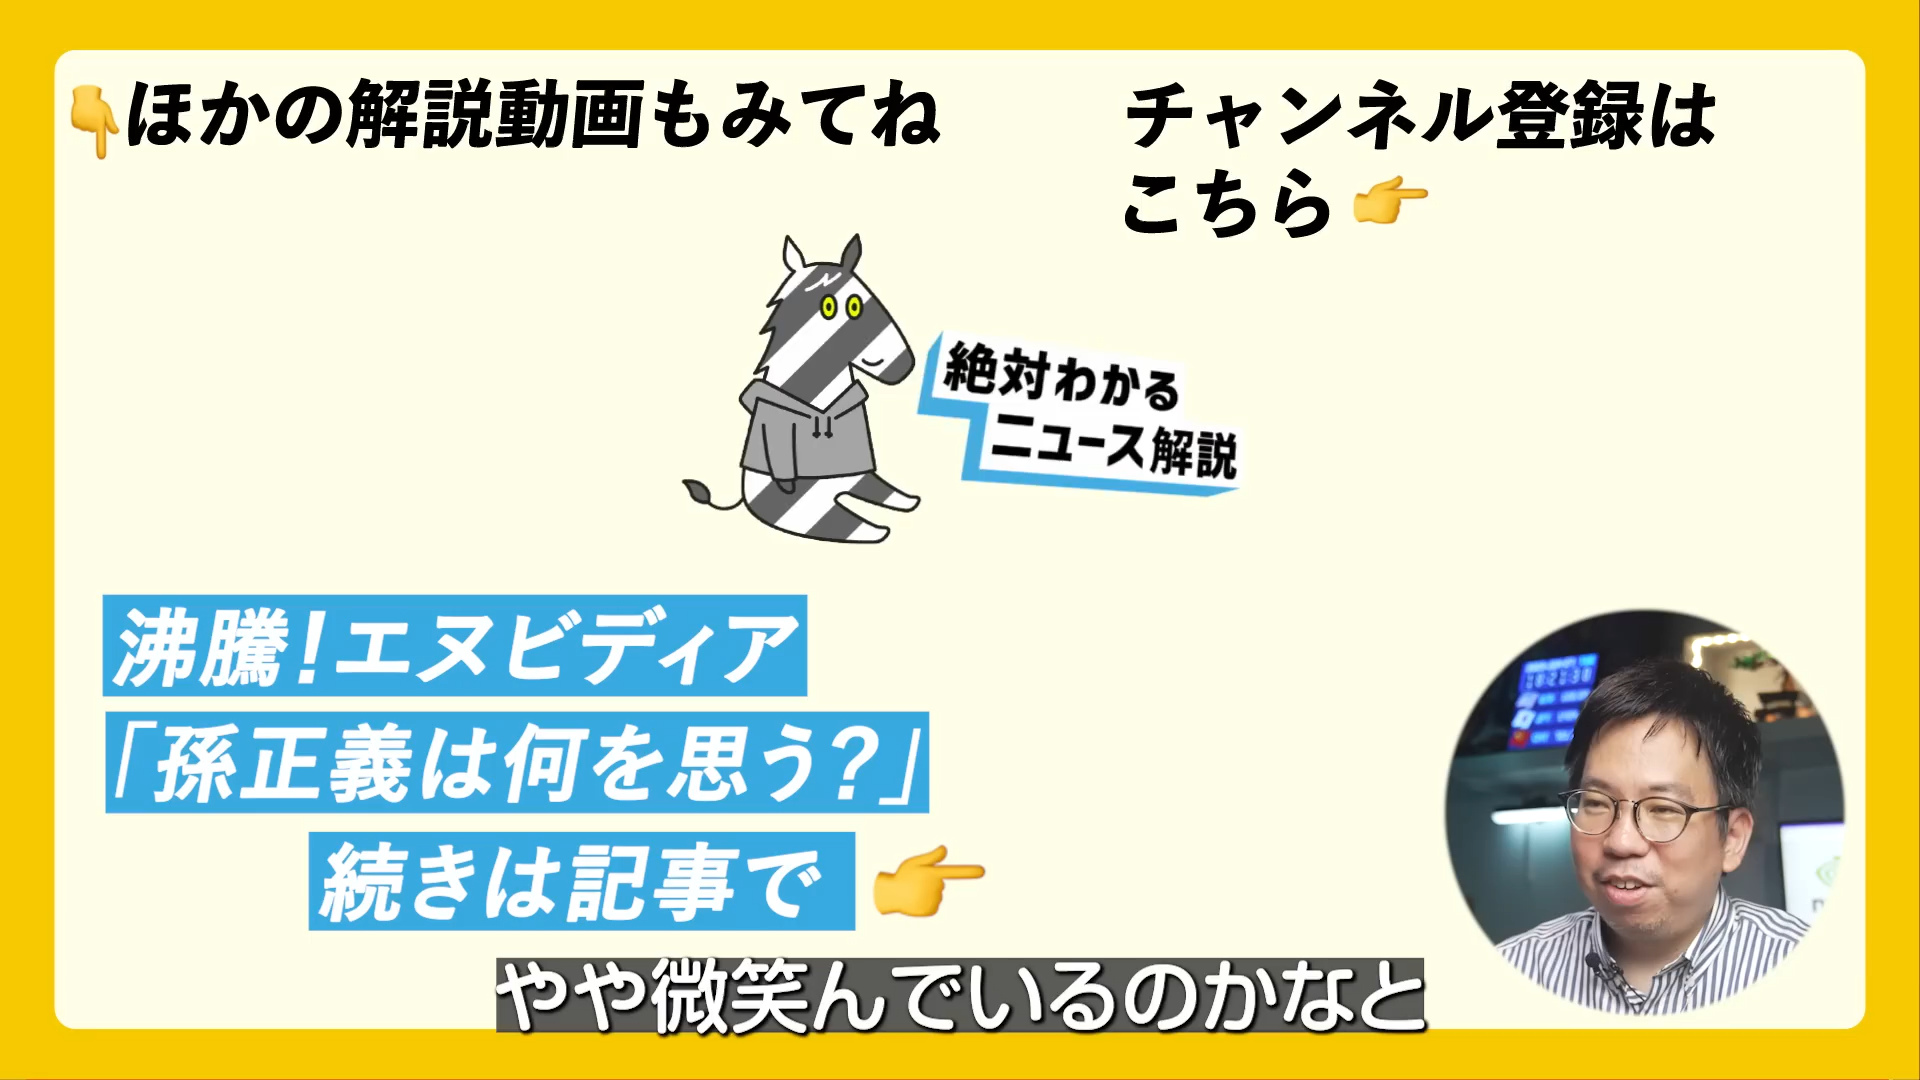 👇ほかの解説動画もみてね
チャンネル登録は
こちら👉
絶対わかる
ニュース解説
沸騰！エヌビディア
「孫正義は何を思う？」
続きは記事で👉
やや微笑んでいるのかなと